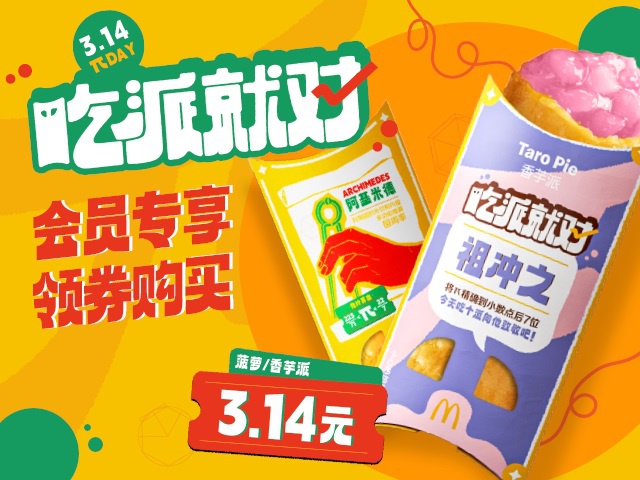 3.14
πDAY
吃派就对
会员专享
领券购买
ARCHIMEDES
阿基米德
Taro Pie
香芋派
吃派就对
祖冲之
将π精确到小数点后7位
今天吃个派向他致敬吧!
菠萝/香芋派
3.14元